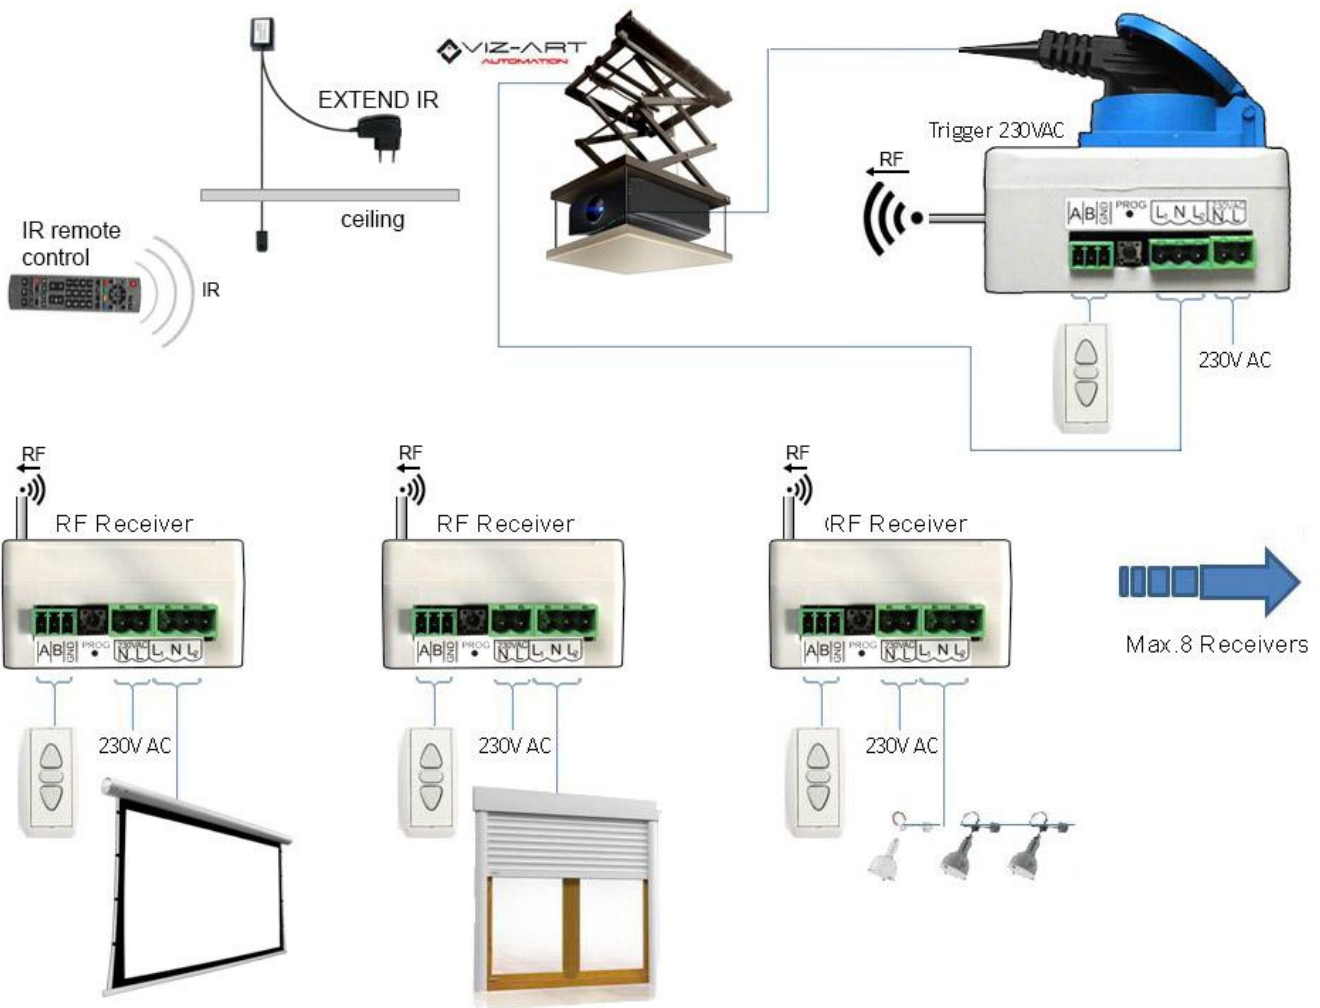 VIZ-ART
AUTOMATION
EXTEND IR
ceiling
IR remote
control
IR
Trigger 230VAC
RF
A B GND PROG L1 N L2 230VAC N L
230V AC
RF
RF Receiver
A B GND PROG 230VAC N L L1 N L2
230V AC
RF
RF Receiver
A B GND PROG 230VAC N L L1 N L2
230V AC
RF
(RF Receiver
A B GND PROG 230VAC N L L1 N L2
230V AC
Max.8 Receivers